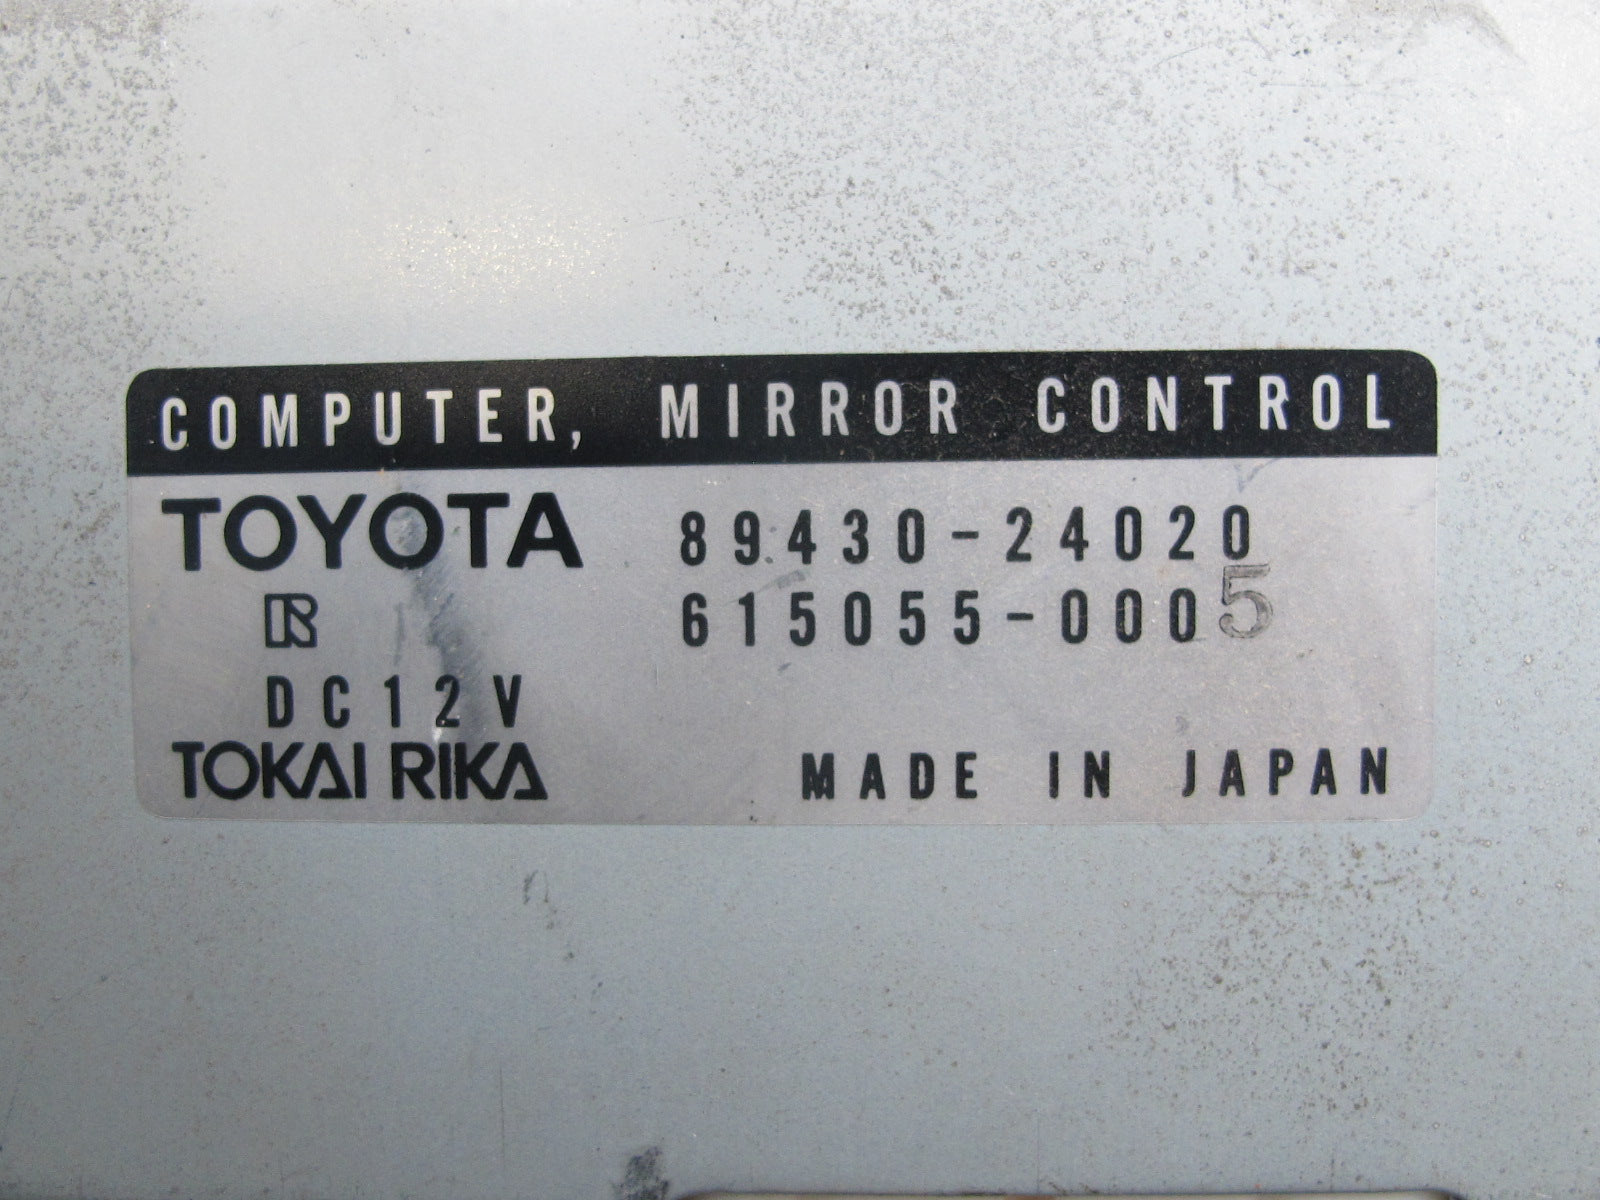 COMPUTER, MIRROR CONTROL
TOYOTA 89430-24020
R 615055-0005
DC12V
TOKAI RIKA MADE IN JAPAN